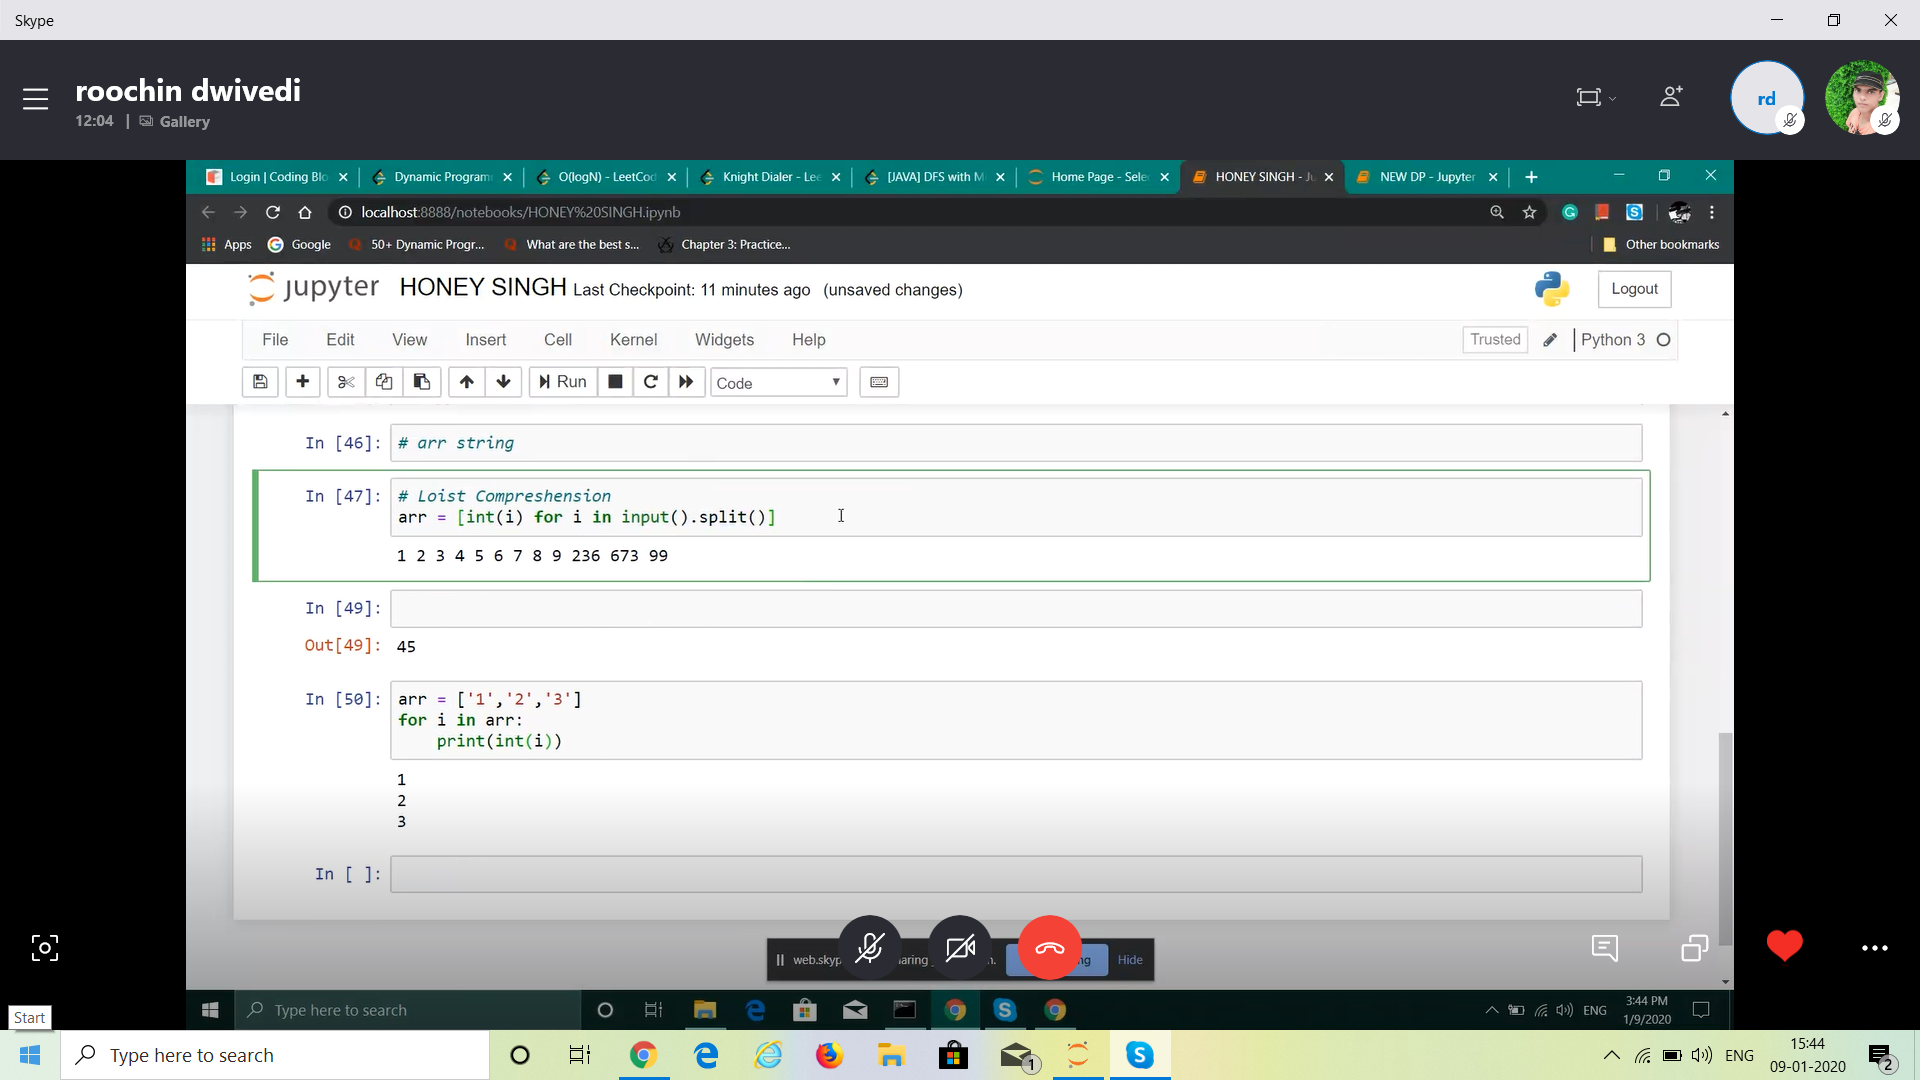 Skype
roochin dwivedi
12:04 | Gallery
rd
Login | Coding Blo
Dynamic Program
O(logN) - LeetCod
Knight Dialer - Lee
[JAVA] DFS with M
Home Page - Selec
HONEY SINGH - Ju
NEW DP - Jupyter
localhost:8888/notebooks/HONEY%20SINGH.ipynb
Apps Google 50+ Dynamic Progr... What are the best s... Chapter 3: Practice... Other bookmarks
jupyter HONEY SINGH Last Checkpoint: 11 minutes ago (unsaved changes) Logout
File Edit View Insert Cell Kernel Widgets Help Trusted Python 3
Run Code
In [46]: # arr string
In [47]: # Loist Compreshension
arr = [int(i) for i in input().split()]
1 2 3 4 5 6 7 8 9 236 673 99
In [49]:
Out[49]: 45
In [50]: arr = ['1','2','3']
for i in arr:
print(int(i))
1
2
3
In [ ]:
web.skyp haring n. ng Hide
Type here to search
ENG
3:44 PM
1/9/2020
Start
Type here to search
1
ENG
15:44
09-01-2020
2